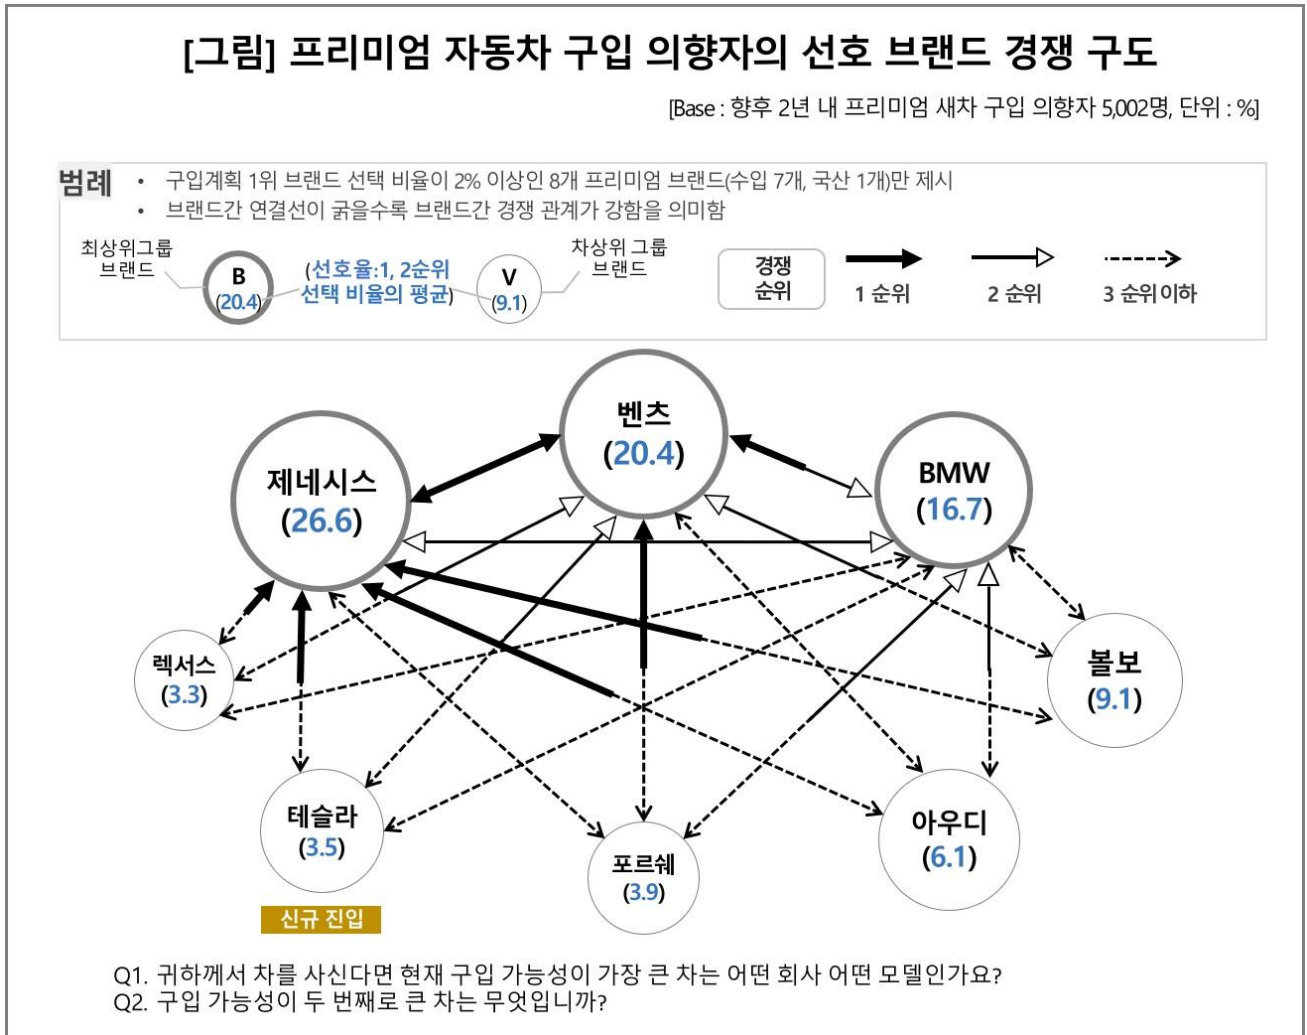 [그림] 프리미엄 자동차 구입 의향자의 선호 브랜드 경쟁 구도
[Base : 향후 2년 내 프리미엄 새차 구입 의향자 5,002명, 단위 : %]
범례
• 구입계획 1위 브랜드 선택 비율이 2% 이상인 8개 프리미엄 브랜드(수입 7개, 국산 1개)만 제시
• 브랜드간 연결선이 굵을수록 브랜드간 경쟁 관계가 강함을 의미함
최상위그룹
브랜드
B
(20.4)
(선호율:1, 2순위
선택 비율의 평균)
V
(9.1)
차상위 그룹
브랜드
경쟁
순위
1 순위
2 순위
3 순위이하
벤츠
(20.4)
제네시스
(26.6)
BMW
(16.7)
렉서스
(3.3)
볼보
(9.1)
테슬라
(3.5)
포르쉐
(3.9)
아우디
(6.1)
신규 진입
Q1. 귀하께서 차를 사신다면 현재 구입 가능성이 가장 큰 차는 어떤 회사 어떤 모델인가요?
Q2. 구입 가능성이 두 번째로 큰 차는 무엇입니까?